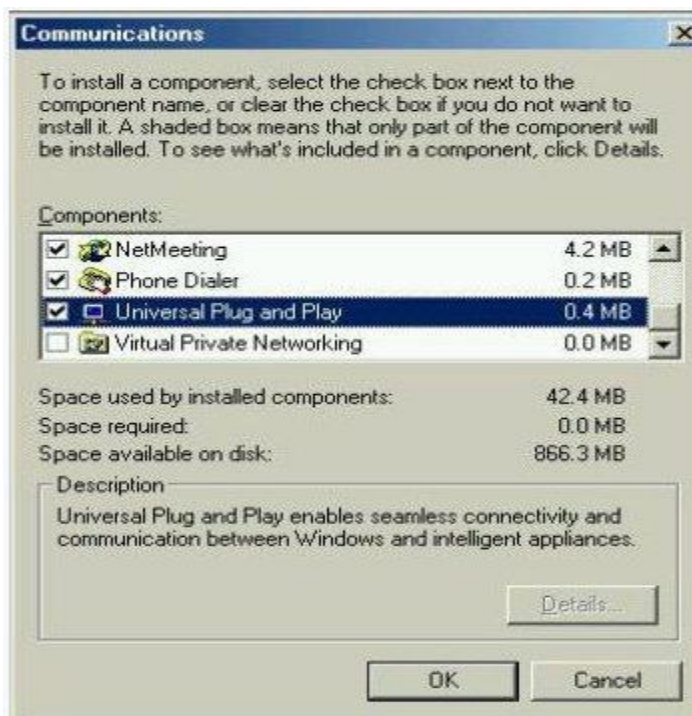 Communications
To install a component, select the check box next to the
component name, or clear the check box if you do not want to
install it. A shaded box means that only part of the component will
be installed. To see what's included in a component, click Details.
Components:
NetMeeting 4.2 MB
Phone Dialer 0.2 MB
Universal Plug and Play 0.4 MB
Virtual Private Networking 0.0 MB
Space used by installed components: 42.4 MB
Space required: 0.0 MB
Space available on disk: 866.3 MB
Description
Universal Plug and Play enables seamless connectivity and
communication between Windows and intelligent appliances.
Details...
OK Cancel